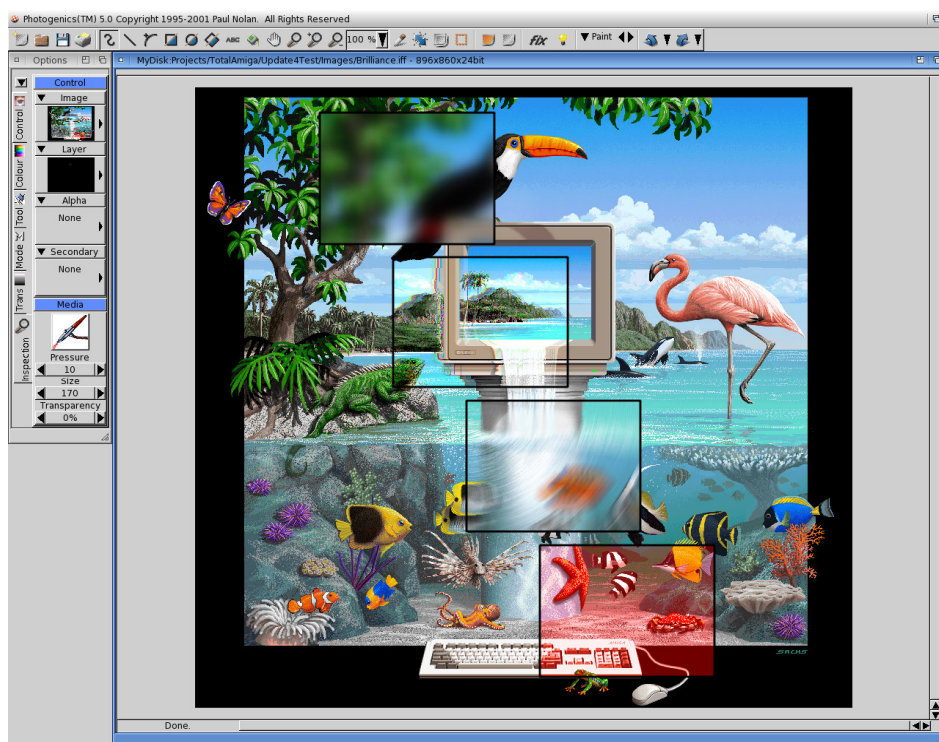 Photogenics(TM) 5.0 Copyright 1995-2001 Paul Nolan. All Rights Reserved
ABC
100 %
fix
Paint
Options
MyDisk:Projects/TotalAmiga/Update4Test/Images/Brilliance.iff - 896x860x24bit
Control
Image
Layer
Alpha
None
Secondary
None
Media
Pressure
10
Size
170
Transparency
0%
Control
Colour
Tool
Mode
Trans
Inspection
SACHS
Done.